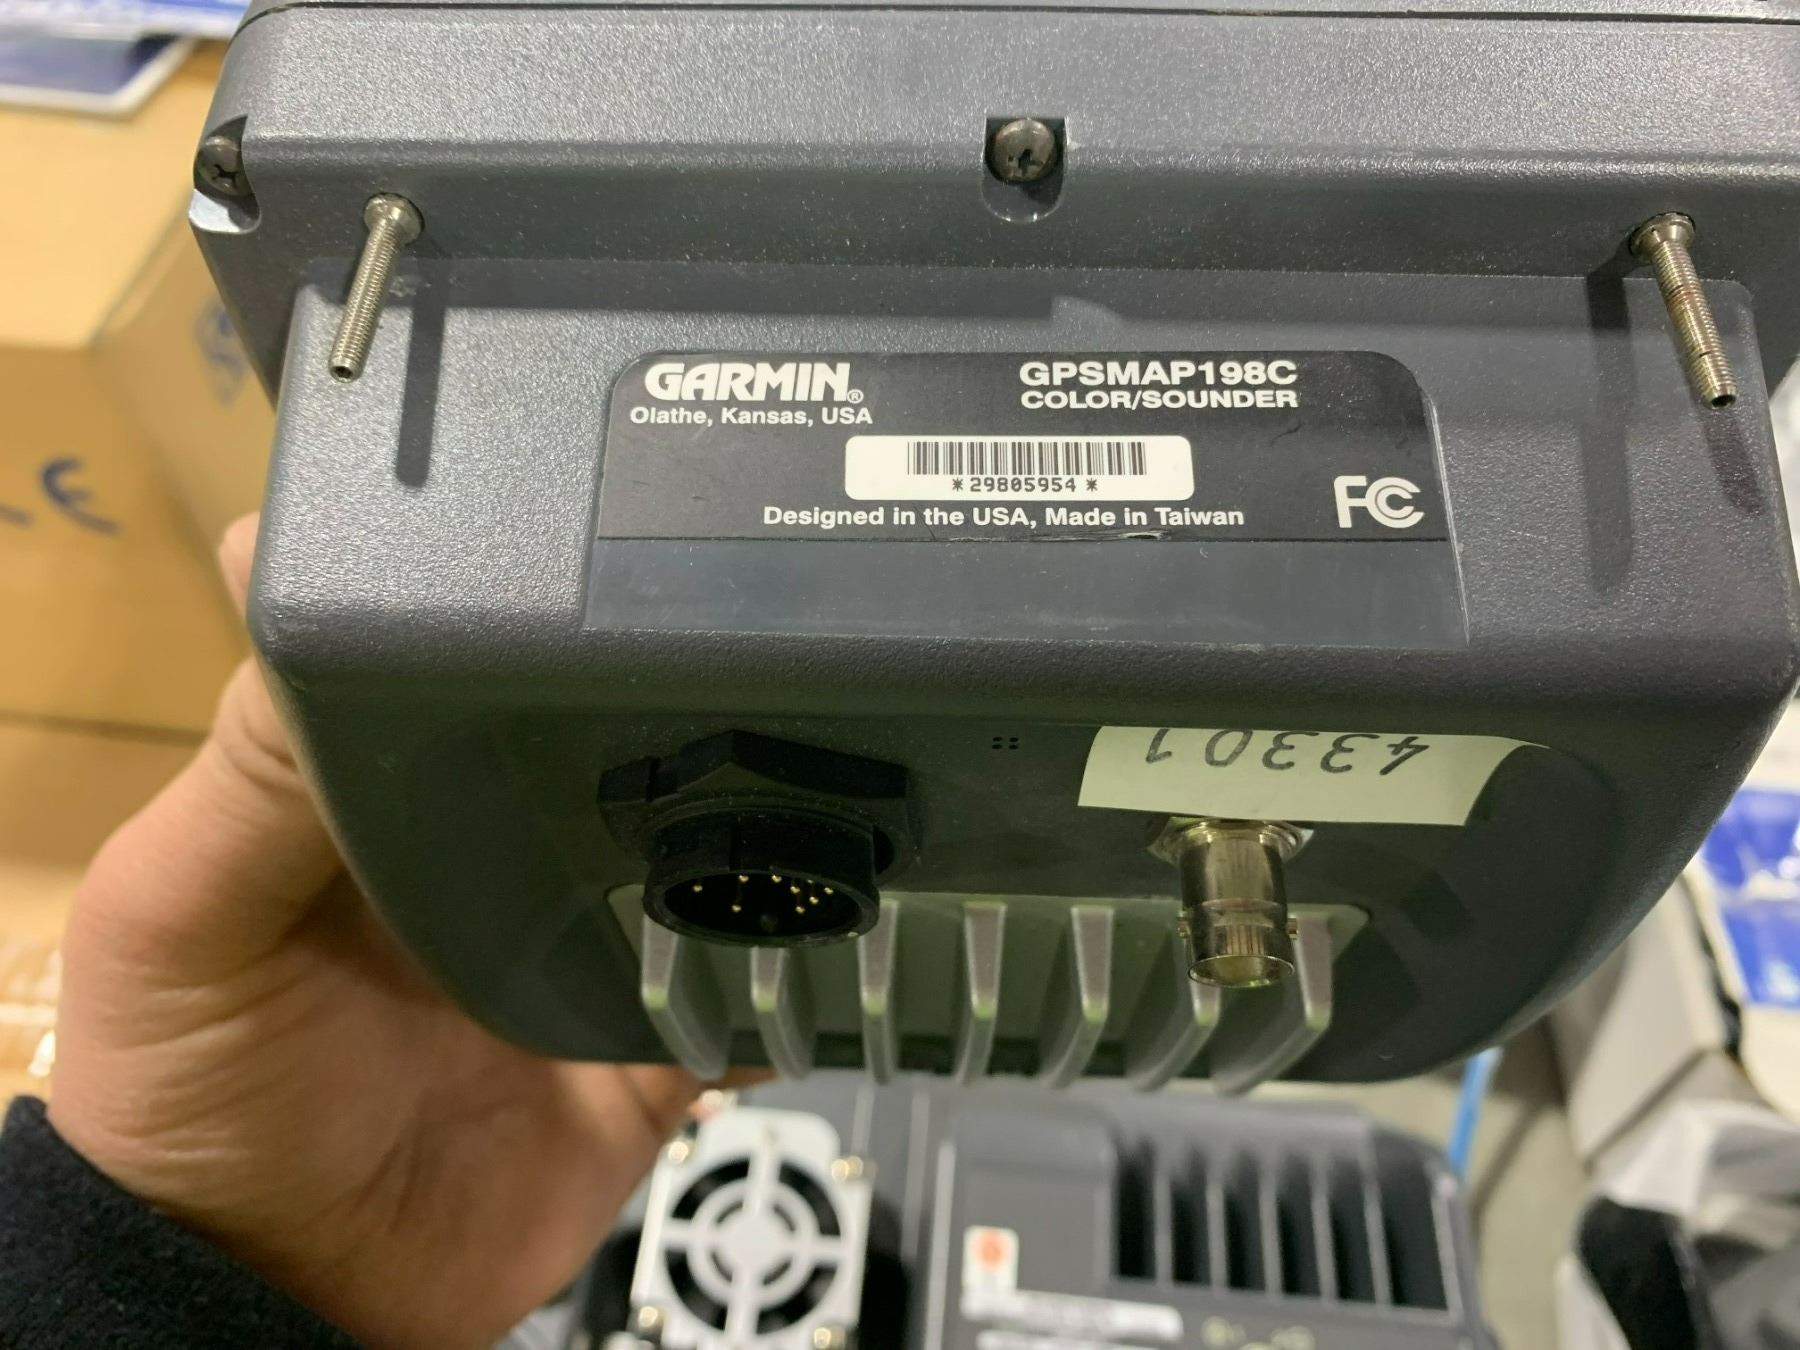 GARMIN®
Olathe, Kansas, USA
GPSMAP198C
COLOR/SOUNDER
*29805954*
Designed in the USA, Made in Taiwan
FC
43301